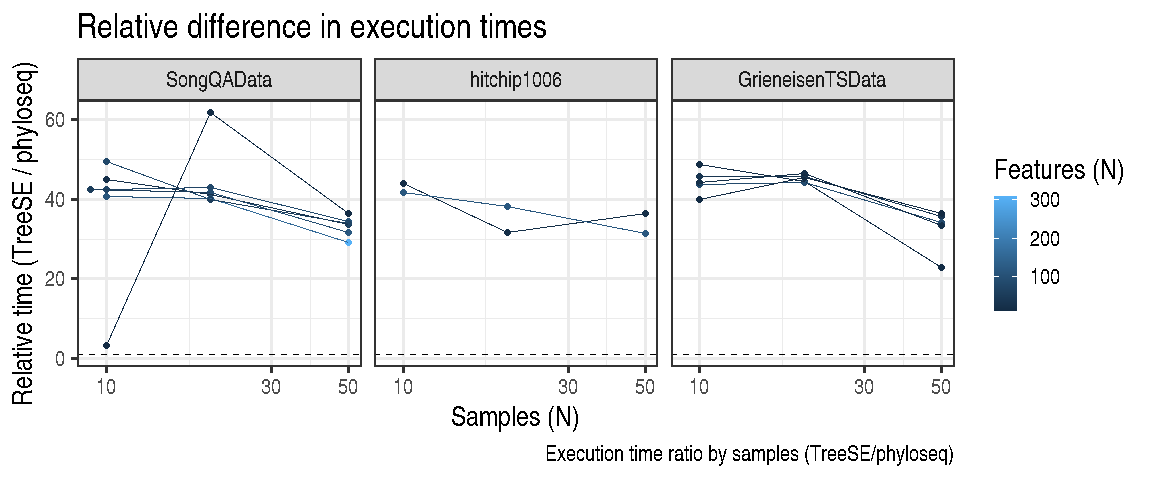 Relative difference in execution times
SongQAData
hitchip1006
GrieneisenTSData
Relative time (TreeSE / phyloseq)
60
40
20
0
10
30
50
10
30
50
10
30
50
Samples (N)
Features (N)
300
200
100
Execution time ratio by samples (TreeSE/phyloseq)